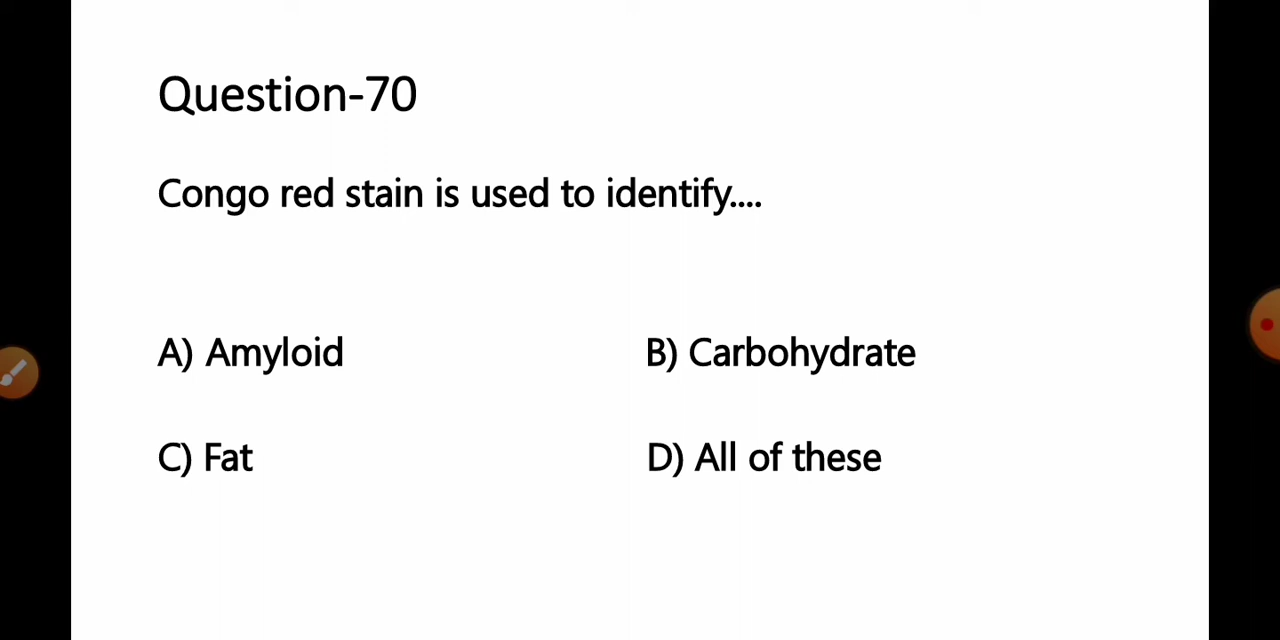 Question-70
Congo red stain is used to identify....
A) Amyloid B) Carbohydrate
C) Fat D) All of these